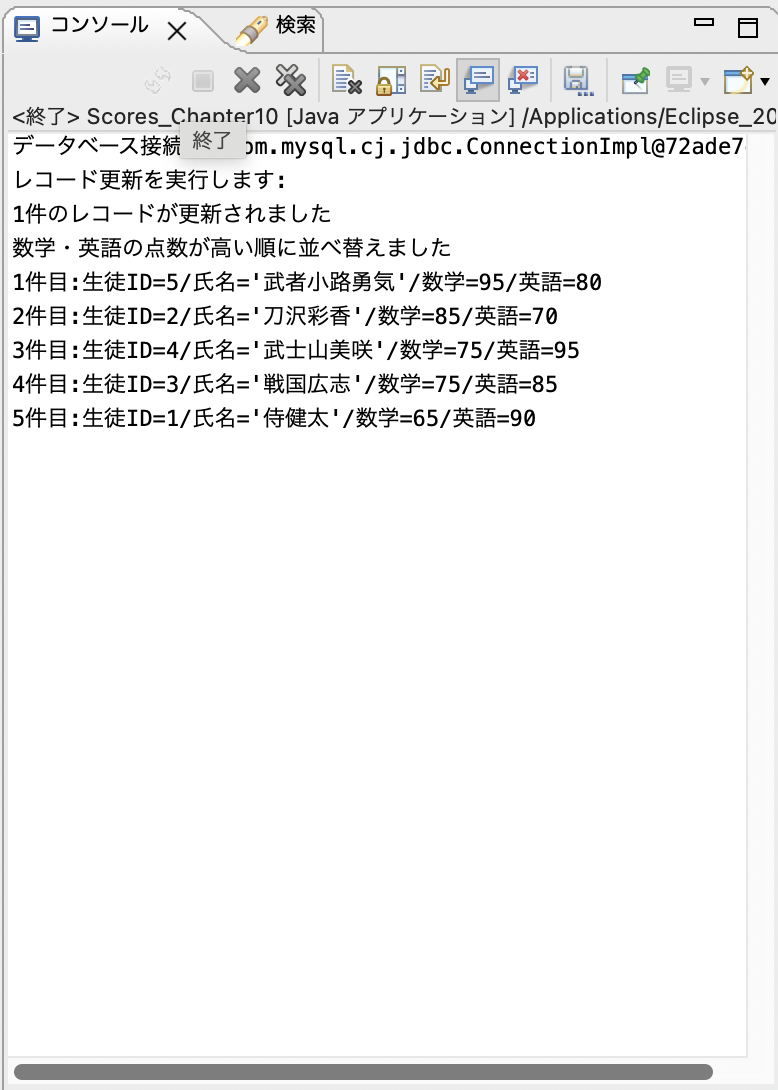 コンソール
検索
<終了> Scores_Chapter10 [Java アプリケーション] /Applications/Eclipse_20
終了
データベース接続 om.mysql.cj.jdbc.ConnectionImpl@72ade7
レコード更新を実行します:
1件のレコードが更新されました
数学・英語の点数が高い順に並べ替えました
1件目:生徒ID=5/氏名='武者小路勇気'/数学=95/英語=80
2件目:生徒ID=2/氏名='刀沢彩香'/数学=85/英語=70
3件目:生徒ID=4/氏名='武士山美咲'/数学=75/英語=95
4件目:生徒ID=3/氏名='戦国広志'/数学=75/英語=85
5件目:生徒ID=1/氏名='侍健太'/数学=65/英語=90